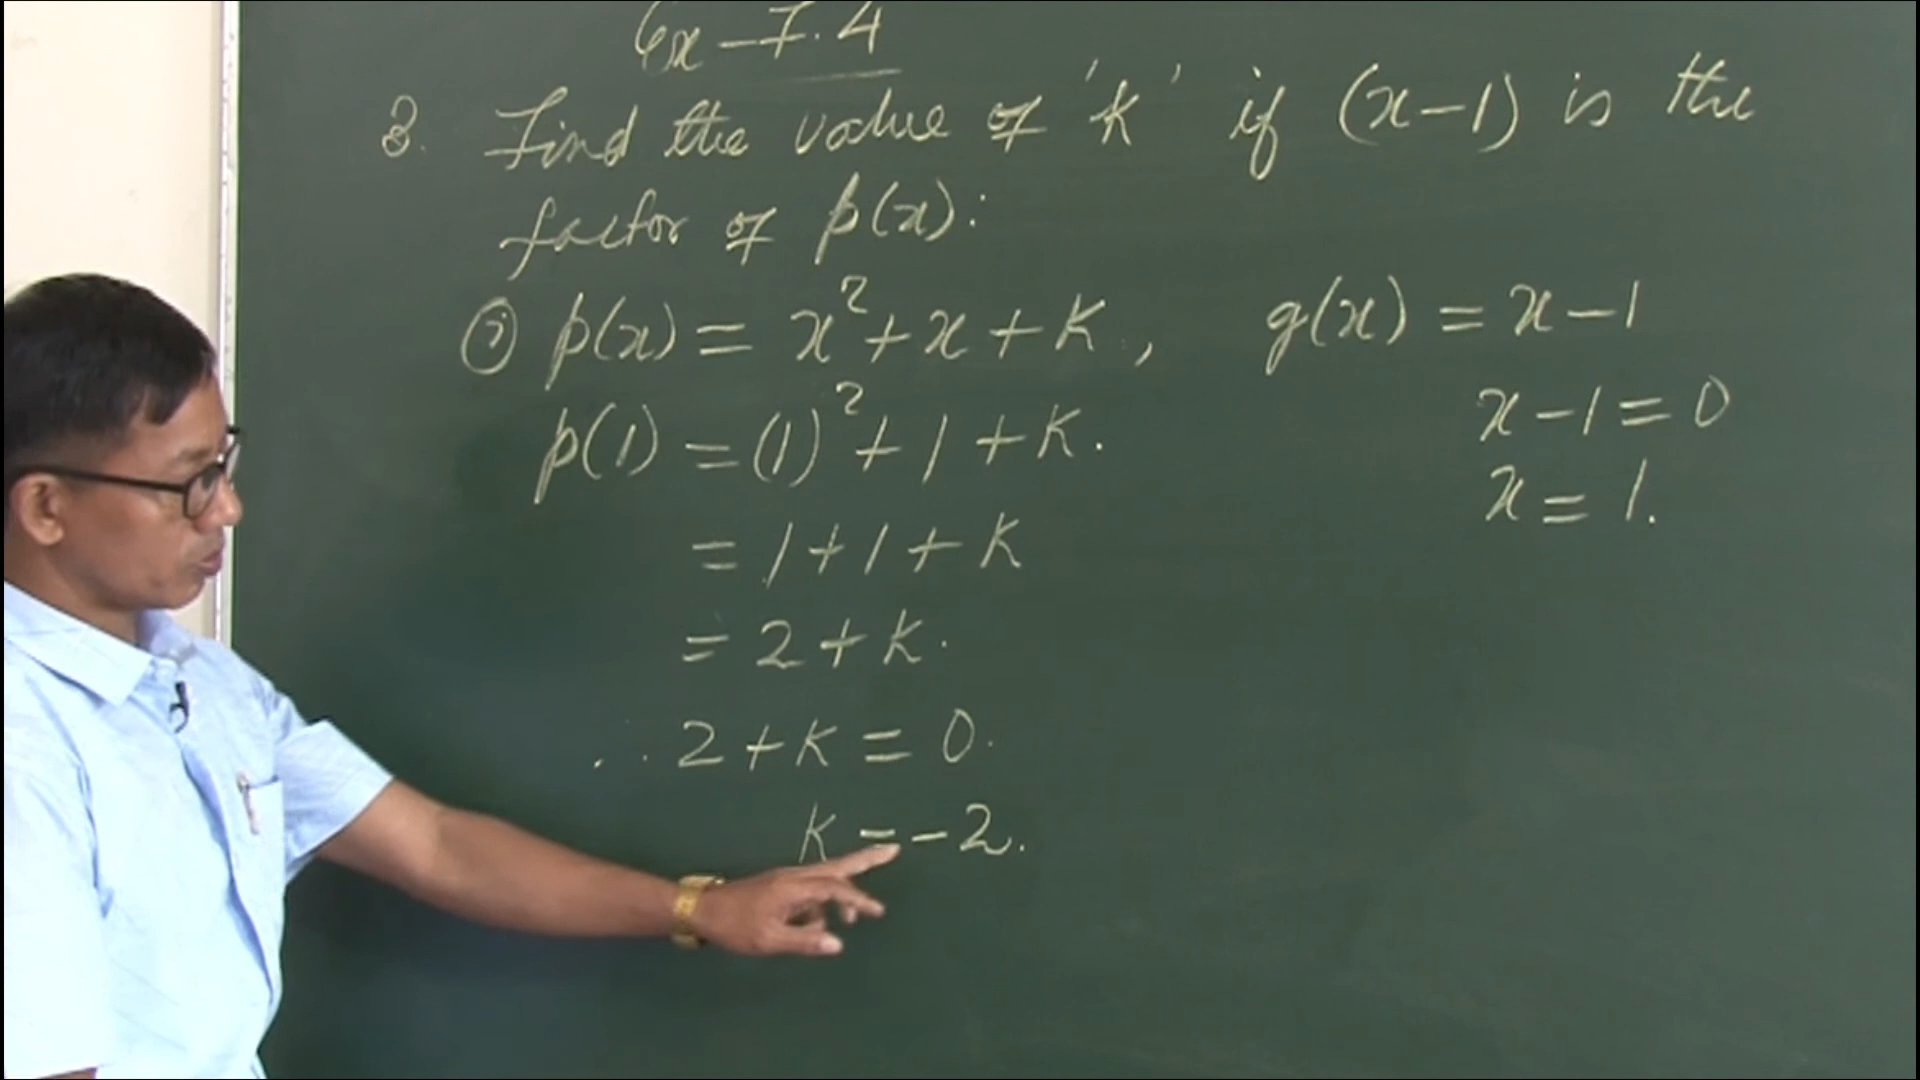 Ex-7.4
3. Find the value of 'k' if (x-1) is the
factor of p(x):
(i) p(x) = x² + x + k, g(x) = x-1
p(1) = (1)² + 1 + k. x-1 = 0
= 1 + 1 + k x = 1.
= 2 + k.
∴ 2 + k = 0.
k = -2.